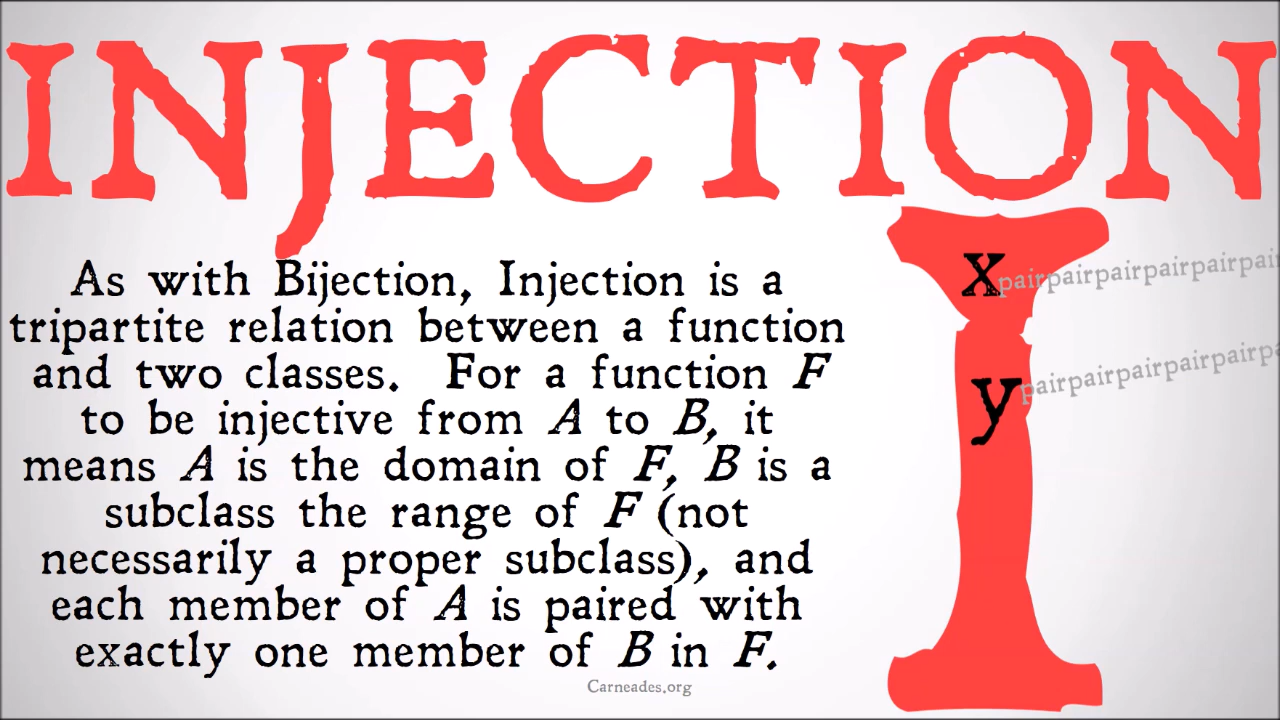 INJECTION
As with Bijection, Injection is a
tripartite relation between a function
and two classes. For a function F
to be injective from A to B, it
means A is the domain of F, B is a
subclass the range of F (not
necessarily a proper subclass), and
each member of A is paired with
exactly one member of B in F.
Carneades.org
I
x
pairpairpairpairpairpai
y
pairpairpairpairpairp